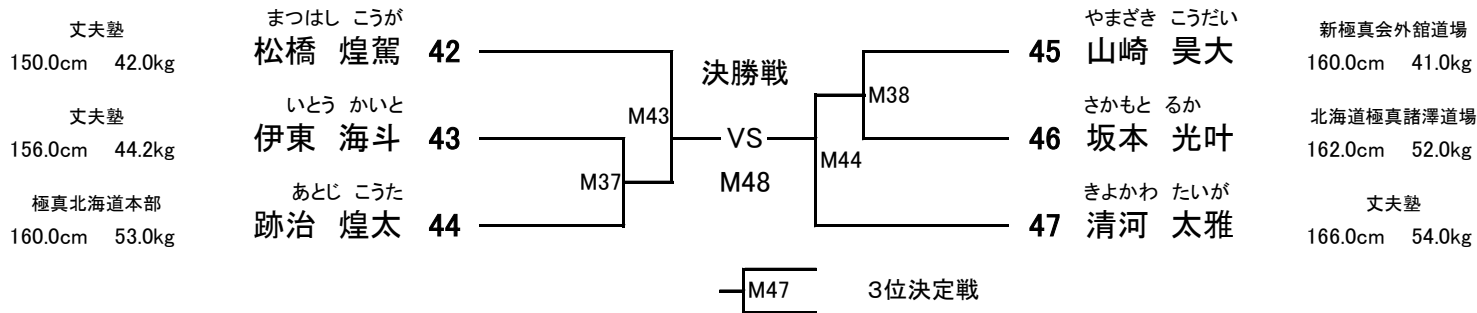 まつはし こうが
丈夫塾
松橋 煌駕 42
150.0cm 42.0kg
いとう かいと
丈夫塾
伊東 海斗 43
156.0cm 44.2kg
あとじ こうた
極真北海道本部
跡治 煌太 44
160.0cm 53.0kg
M43
M37
決勝戦
VS
M48
M38
M44
やまざき こうだい
新極真会外舘道場
45 山崎 昊大
160.0cm 41.0kg
さかもと るか
北海道極真諸澤道場
46 坂本 光叶
162.0cm 52.0kg
きよかわ たいが
丈夫塾
47 清河 太雅
166.0cm 54.0kg
M47 3位決定戦